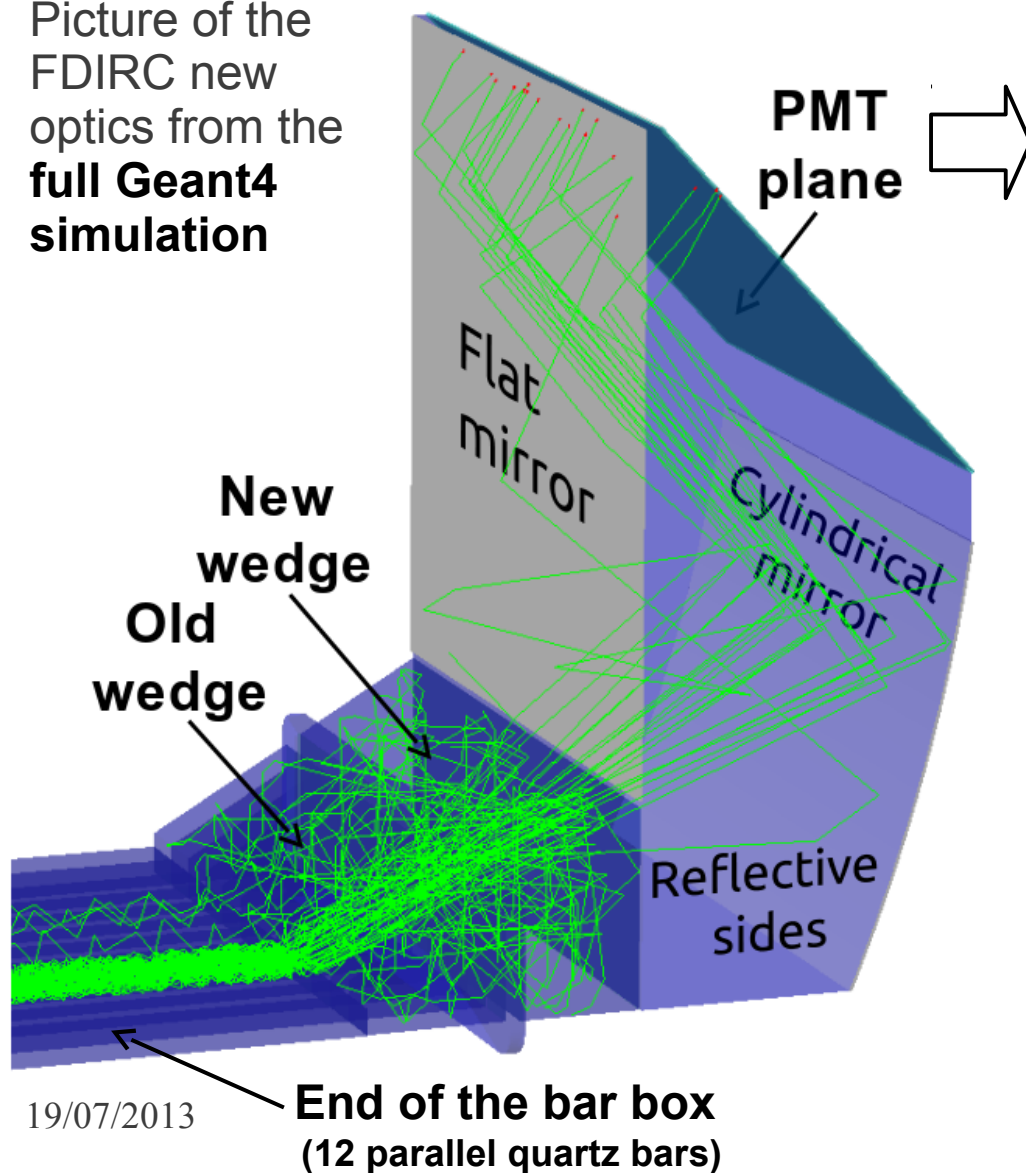 Picture of the
FDIRC new
optics from the
full Geant4
simulation
PMT
plane
Flat
mirror
Cylindrical
mirror
New
wedge
Old
wedge
Reflective
sides
End of the bar box
(12 parallel quartz bars)
19/07/2013